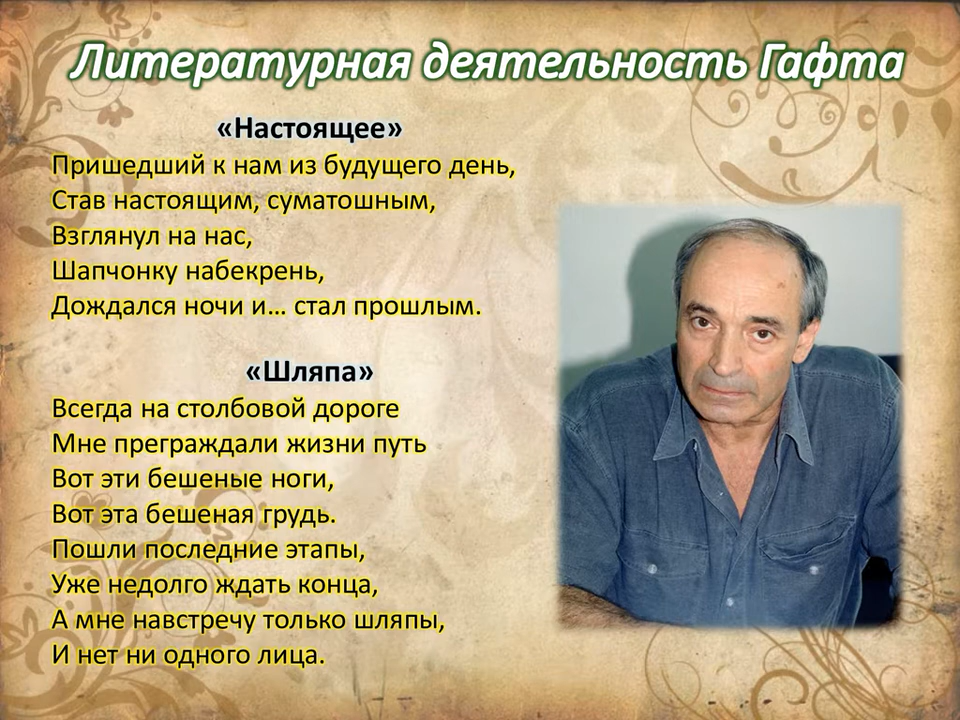 Литературная деятельность Гафта
«Настоящее»
Пришедший к нам из будущего день,
Став настоящим, суматошным,
Взглянул на нас,
Шапчонку набекрень,
Дождался ночи и... стал прошлым.
«Шляпа»
Всегда на столбовой дороге
Мне преграждали жизни путь
Вот эти бешеные ноги,
Вот эта бешеная грудь.
Пошли последние этапы,
Уже недолго ждать конца,
А мне навстречу только шляпы,
И нет ни одного лица.